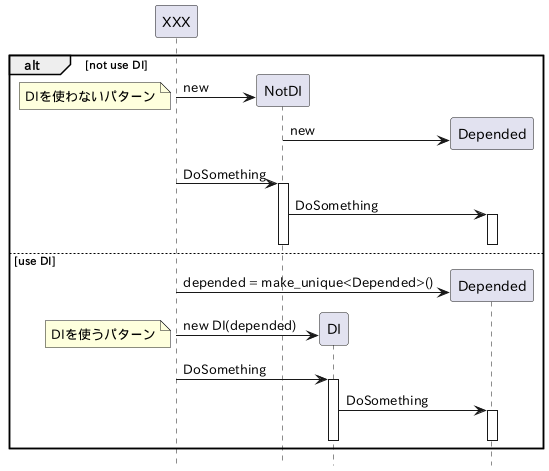 XXX
alt [not use DI]
DIを使わないパターン
new
NotDI
new
Depended
DoSomething
DoSomething
[use DI]
depended = make_unique<Depended>()
Depended
DIを使うパターン
new DI(depended)
DI
DoSomething
DoSomething